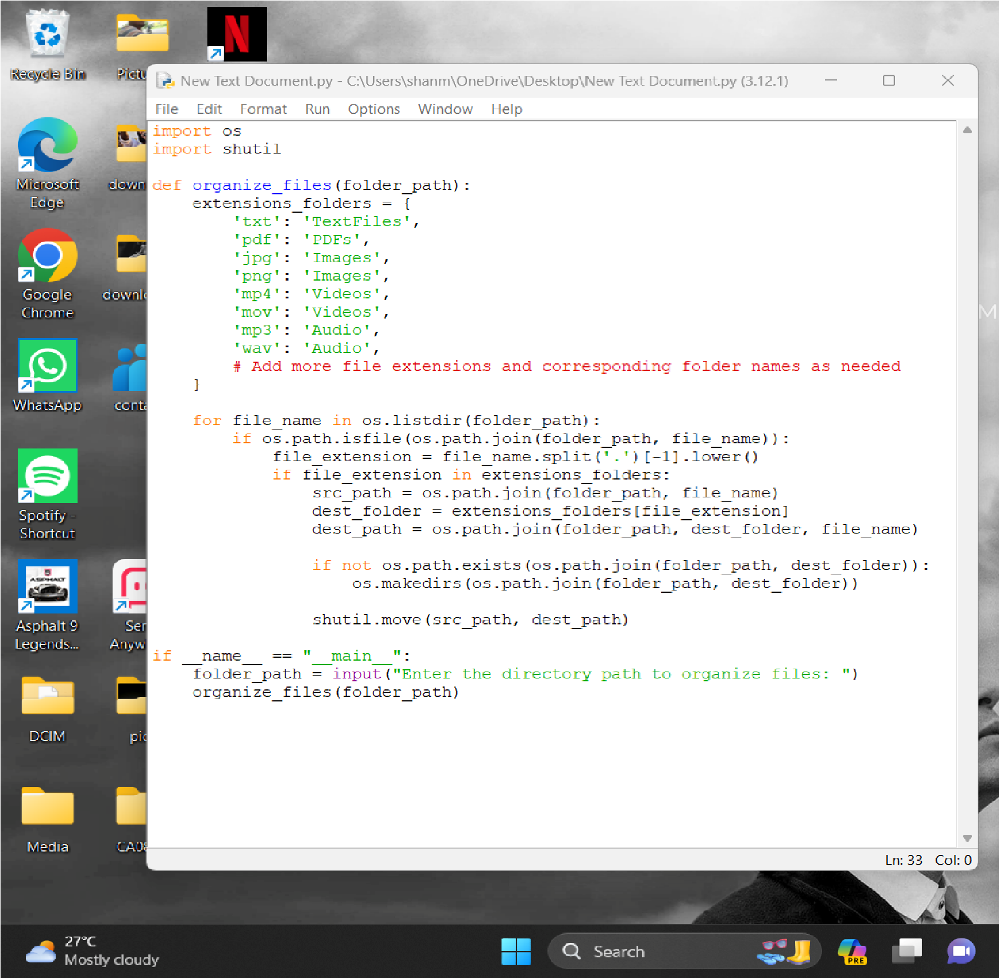 Recycle Bin
Microsoft
Edge
Google
Chrome
WhatsApp
Spotify -
Shortcut
ASPHALT
Asphalt 9
Legends...
DCIM
Media
Pictu
down
downlo
conta
Ser
Anyw
pic
CA08
N
New Text Document.py - C:\Users\shanm\OneDrive\Desktop\New Text Document.py (3.12.1)
File Edit Format Run Options Window Help
import os
import shutil
def organize_files(folder_path):
    extensions_folders = {
        'txt': 'TextFiles',
        'pdf': 'PDFs',
        'jpg': 'Images',
        'png': 'Images',
        'mp4': 'Videos',
        'mov': 'Videos',
        'mp3': 'Audio',
        'wav': 'Audio',
        # Add more file extensions and corresponding folder names as needed
    }
    for file_name in os.listdir(folder_path):
        if os.path.isfile(os.path.join(folder_path, file_name)):
            file_extension = file_name.split('.')[-1].lower()
            if file_extension in extensions_folders:
                src_path = os.path.join(folder_path, file_name)
                dest_folder = extensions_folders[file_extension]
                dest_path = os.path.join(folder_path, dest_folder, file_name)
                if not os.path.exists(os.path.join(folder_path, dest_folder)):
                    os.makedirs(os.path.join(folder_path, dest_folder))
                shutil.move(src_path, dest_path)
if __name__ == "__main__":
    folder_path = input("Enter the directory path to organize files: ")
    organize_files(folder_path)
Ln: 33 Col: 0
M
27°C
Mostly cloudy
Search
PRE